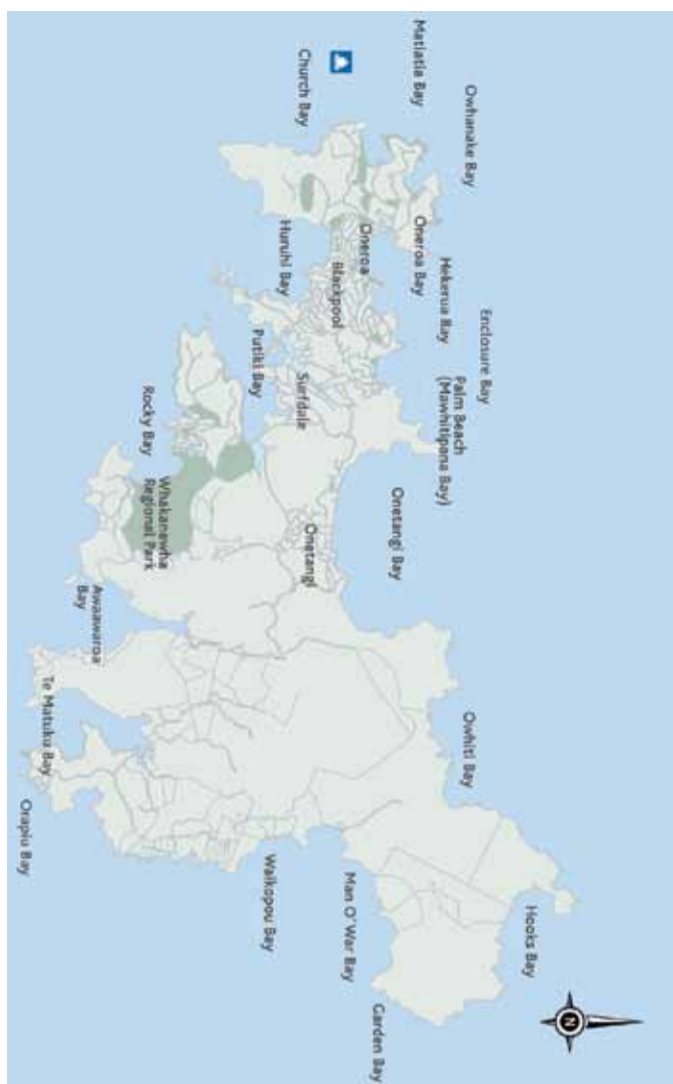 Matiatia Bay
Owhanake Bay
Church Bay
Oneroa Bay
Oneroa
Hekerua Bay
Enclosure Bay
Huruhi Bay
Blackpool
Palm Beach
(Mawhitipana Bay)
Putiki Bay
Surfdale
Rocky Bay
Onetangi Bay
Onetangi
Whakanewha
Regional Park
Awaawaroa
Bay
Te Matuku Bay
Owhiti Bay
Orapiu Bay
Waikopou Bay
Man O'War Bay
Hooks Bay
Garden Bay
N